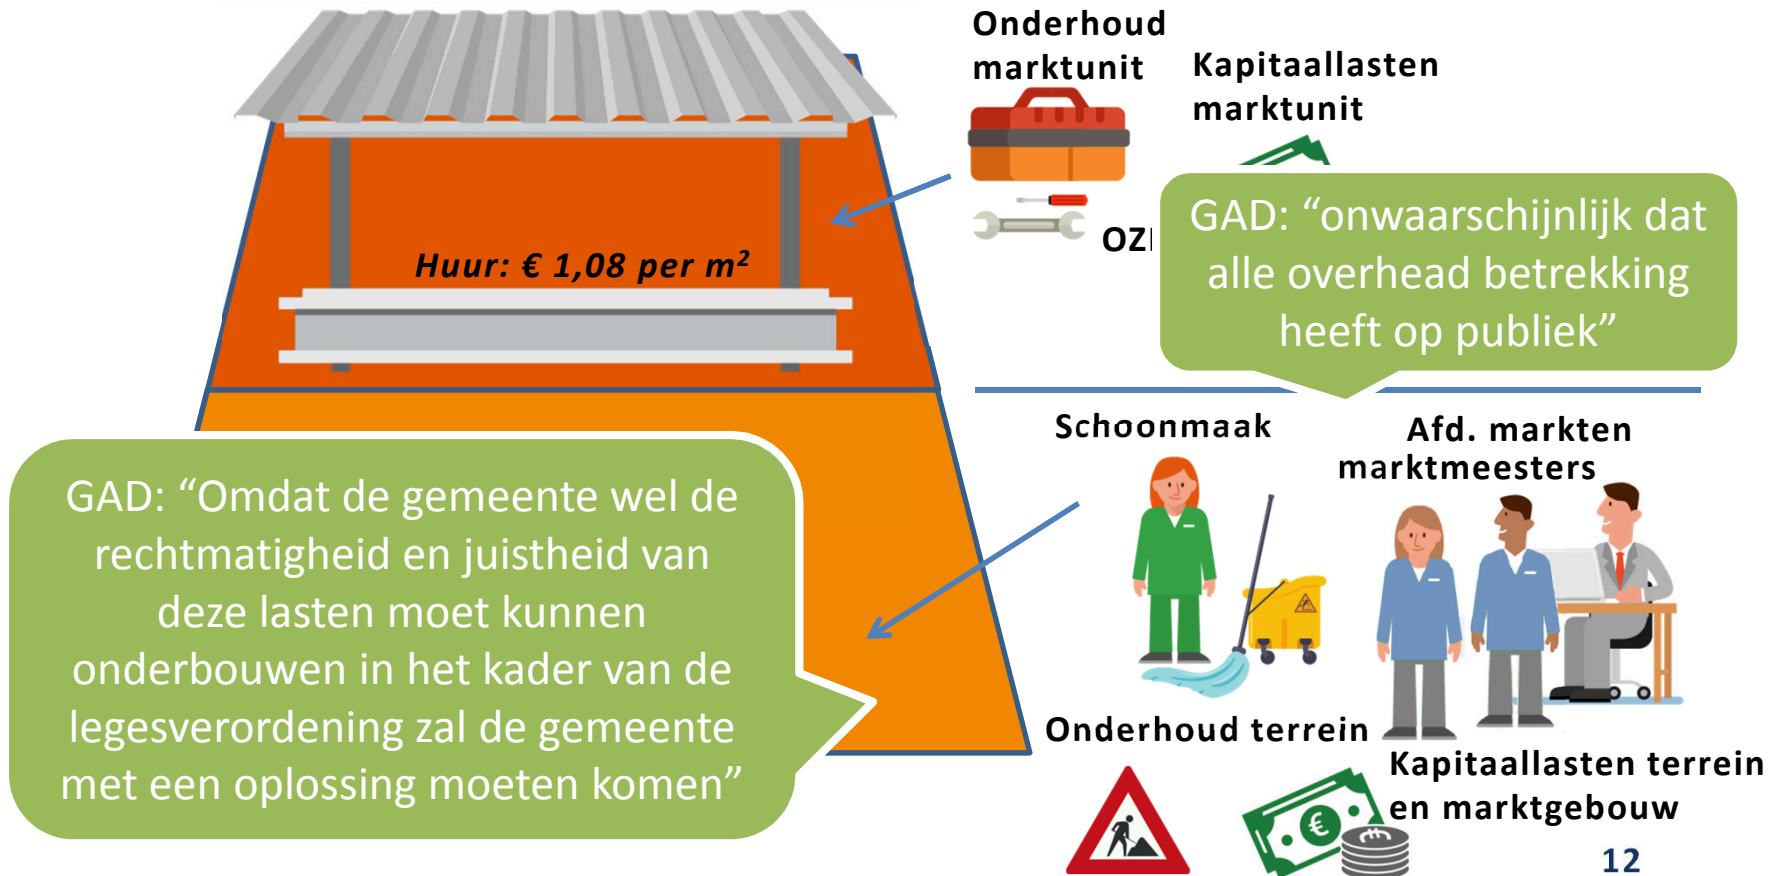 Onderhoud
marktunit
Kapitaallasten
marktunit
Huur: € 1,08 per m²
GAD: “onwaarschijnlijk dat
alle overhead betrekking
heeft op publiek”
Schoonmaak
Afd. markten
marktmeesters
GAD: “Omdat de gemeente wel de
rechtmatigheid en juistheid van
deze lasten moet kunnen
onderbouwen in het kader van de
legesverordening zal de gemeente
met een oplossing moeten komen”
Onderhoud terrein
Kapitaallasten terrein
en marktgebouw
12